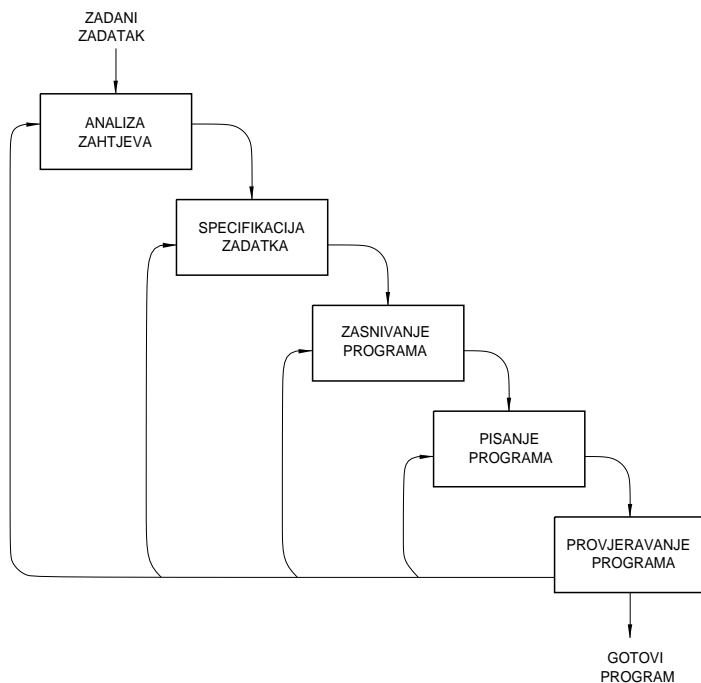 ZADANI
ZADATAK
ANALIZA
ZAHTJEVA
SPECIFIKACIJA
ZADATKA
ZASNIVANJE
PROGRAMA
PISANJE
PROGRAMA
PROVJERAVANJE
PROGRAMA
GOTOVI
PROGRAM